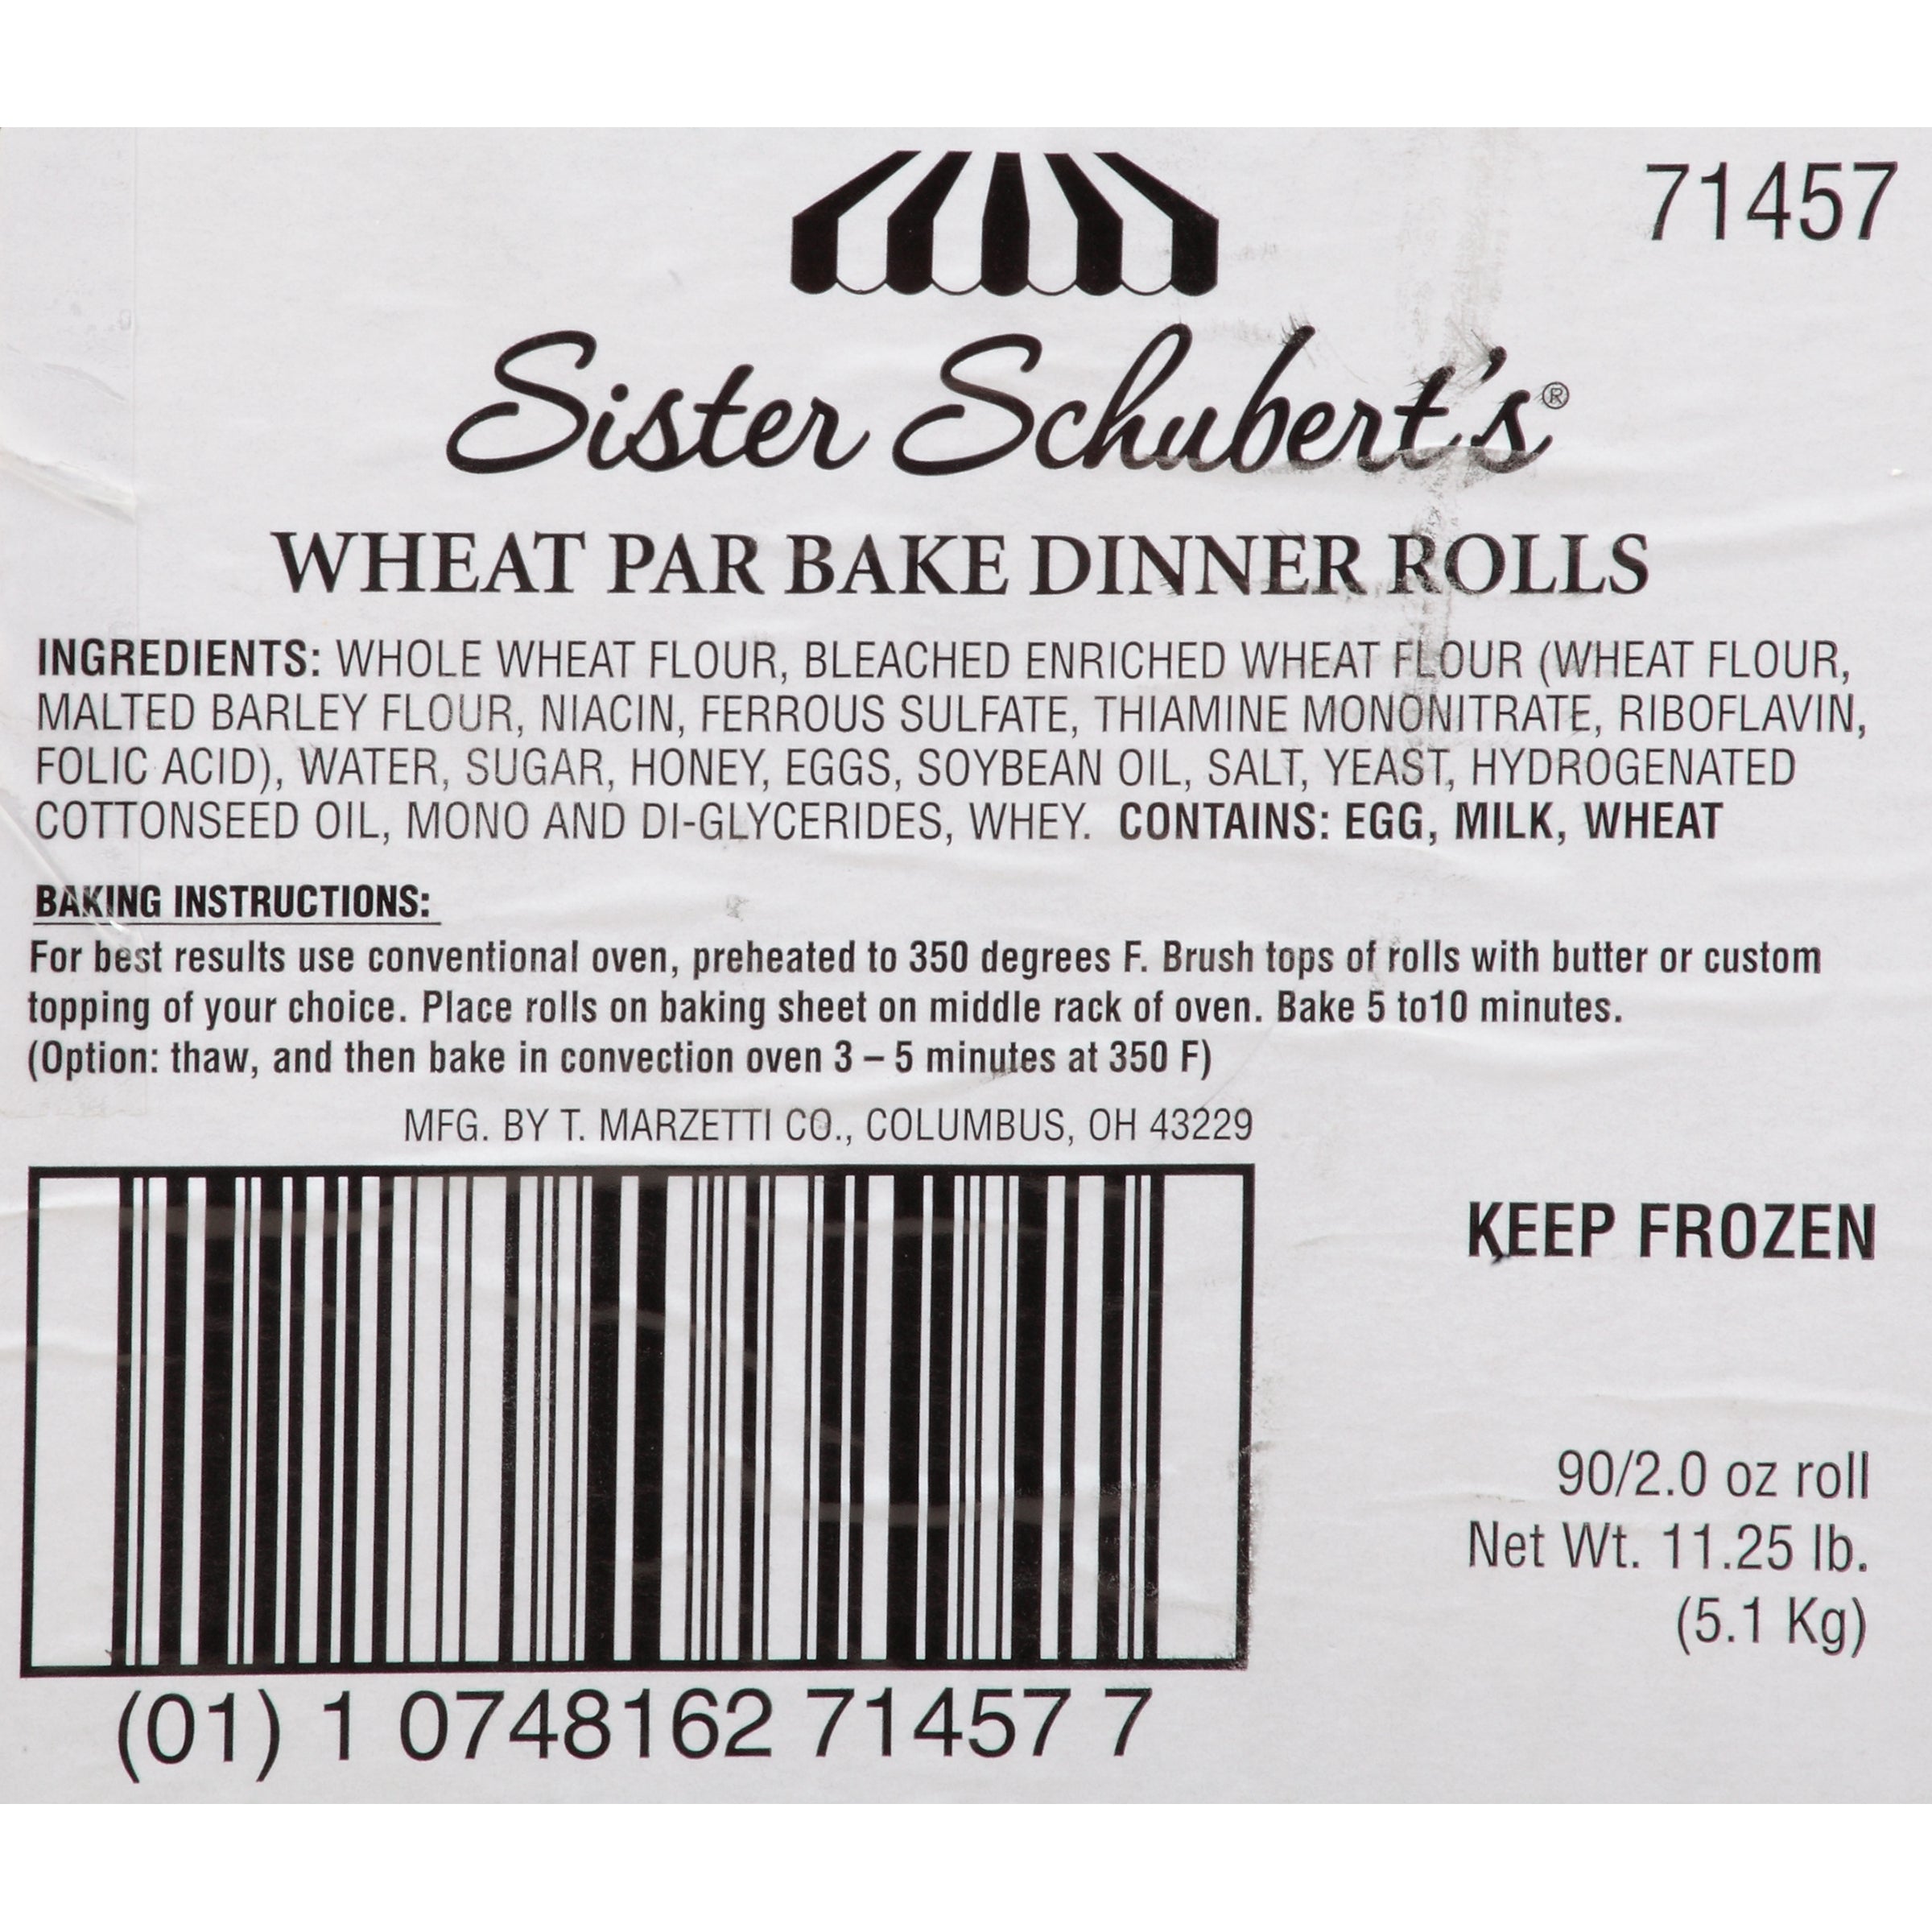 71457
Sister Schubert's®
WHEAT PAR BAKE DINNER ROLLS
INGREDIENTS: WHOLE WHEAT FLOUR, BLEACHED ENRICHED WHEAT FLOUR (WHEAT FLOUR,
MALTED BARLEY FLOUR, NIACIN, FERROUS SULFATE, THIAMINE MONONITRATE, RIBOFLAVIN,
FOLIC ACID), WATER, SUGAR, HONEY, EGGS, SOYBEAN OIL, SALT, YEAST, HYDROGENATED
COTTONSEED OIL, MONO AND DI-GLYCERIDES, WHEY. CONTAINS: EGG, MILK, WHEAT
BAKING INSTRUCTIONS:
For best results use conventional oven, preheated to 350 degrees F. Brush tops of rolls with butter or custom
topping of your choice. Place rolls on baking sheet on middle rack of oven. Bake 5 to10 minutes.
(Option: thaw, and then bake in convection oven 3 – 5 minutes at 350 F)
MFG. BY T. MARZETTI CO., COLUMBUS, OH 43229
KEEP FROZEN
90/2.0 oz roll
Net Wt. 11.25 lb.
(5.1 Kg)
(01) 1 0748162 71457 7